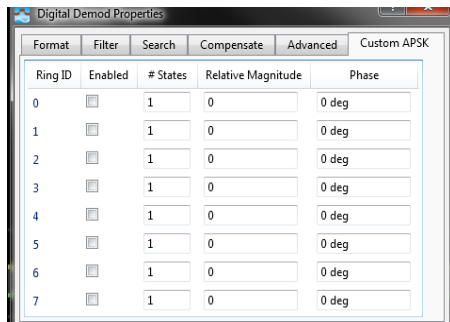 Digital Demod Properties
? X
Format Filter Search Compensate Advanced Custom APSK
Ring ID Enabled # States Relative Magnitude Phase
0 1 0 0 deg
1 1 0 0 deg
2 1 0 0 deg
3 1 0 0 deg
4 1 0 0 deg
5 1 0 0 deg
6 1 0 0 deg
7 1 0 0 deg